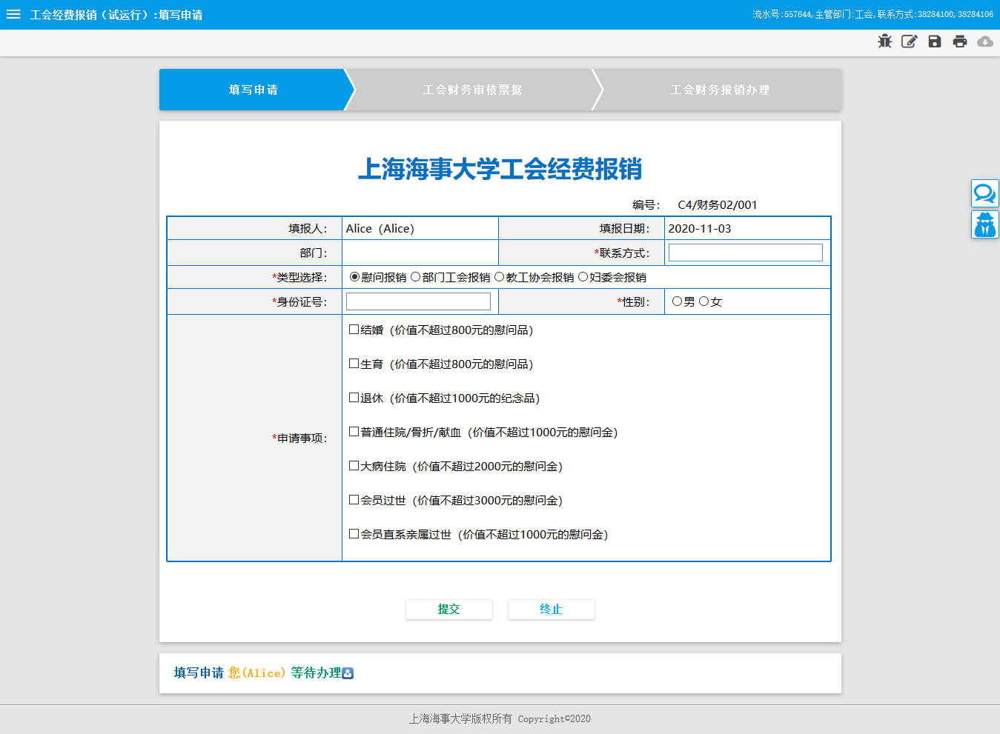 工会经费报销（试运行）:填写申请
流水号:557644,主管部门:工会,联系方式:38284100,38284106
填写申请
工会财务审核票据
工会财务报销办理
上海海事大学工会经费报销
编号： C4/财务02/001
填报人： Alice（Alice） 填报日期： 2020-11-03
部门： *联系方式：
*类型选择： 慰问报销 部门工会报销 教工协会报销 妇委会报销
*身份证号： *性别： 男 女
*申请事项：
结婚（价值不超过800元的慰问品）
生育（价值不超过800元的慰问品）
退休（价值不超过1000元的纪念品）
普通住院/骨折/献血（价值不超过1000元的慰问金）
大病住院（价值不超过2000元的慰问金）
会员过世（价值不超过3000元的慰问金）
会员直系亲属过世（价值不超过1000元的慰问金）
提交 终止
填写申请 您(Alice) 等待办理
上海海事大学版权所有 Copyright©2020